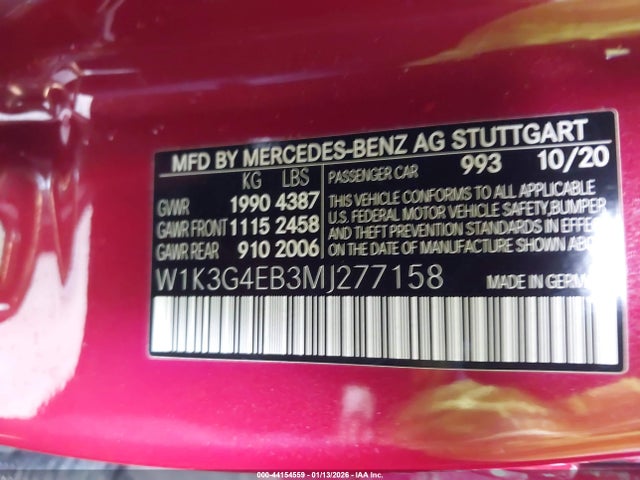 MFD BY MERCEDES-BENZ AG STUTTGART
KG LBS PASSENGER CAR 993 10/20
GVWR 1990 4387
GAWR FRONT 1115 2458
GAWR REAR 910 2006
THIS VEHICLE CONFORMS TO ALL APPLICABLE
U.S. FEDERAL MOTOR VEHICLE SAFETY,BUMPER
AND THEFT PREVENTION STANDARDS IN EFFECT
ON THE DATE OF MANUFACTURE SHOWN ABOVE
W1K3G4EB3MJ277158
000-44154559 - 01/13/2026 - IAA Inc.